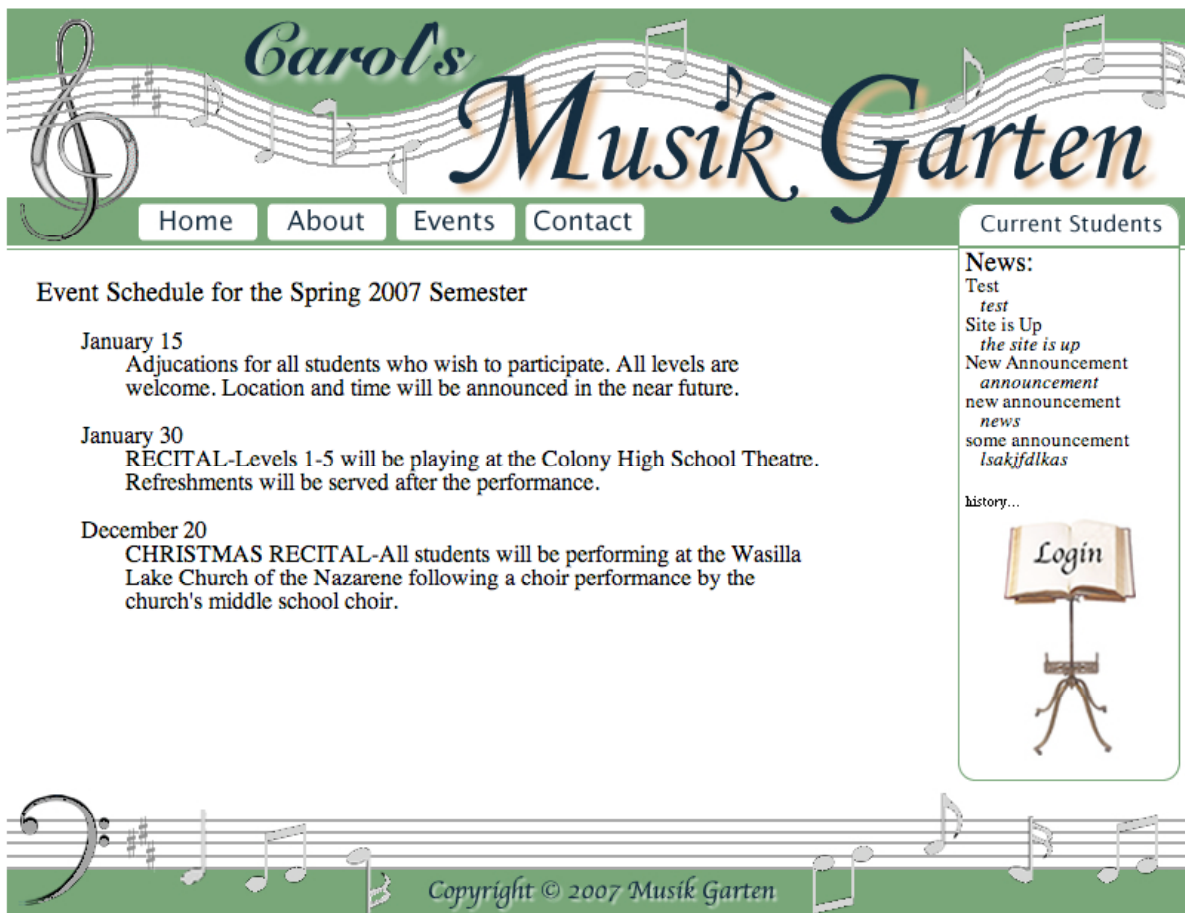 Carol's
Musik Garten
Home About Events Contact
Current Students
Event Schedule for the Spring 2007 Semester
January 15
Adjucations for all students who wish to participate. All levels are
welcome. Location and time will be announced in the near future.
January 30
RECITAL-Levels 1-5 will be playing at the Colony High School Theatre.
Refreshments will be served after the performance.
December 20
CHRISTMAS RECITAL-All students will be performing at the Wasilla
Lake Church of the Nazarene following a choir performance by the
church's middle school choir.
News:
Test
test
Site is Up
the site is up
New Announcement
announcement
new announcement
news
some announcement
lsakjfdlkas
history...
Login
Copyright © 2007 Musik Garten